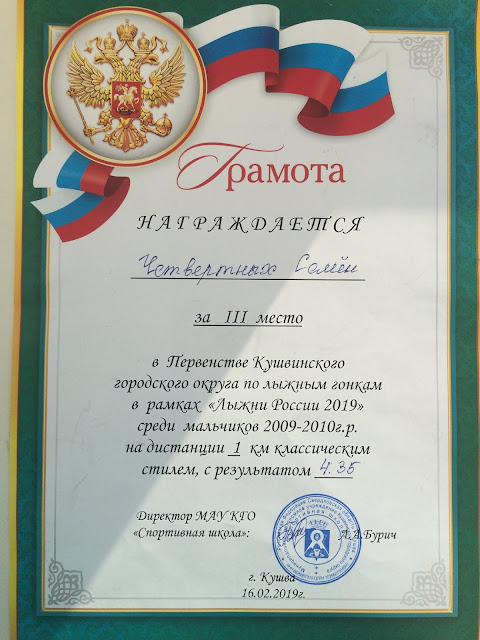 Грамота
НАГРАЖДАЕТСЯ
Четвертных Семён
за III место
в Первенстве Кушвинского
городского округа по лыжным гонкам
в рамках «Лыжни России 2019»
среди мальчиков 2009-2010г.р.
на дистанции 1 км классическим
стилем, с результатом 4.35
Директор МАУ КГО
«Спортивная школа»: А.А.Бурич
г. Кушва
16.02.2019г.